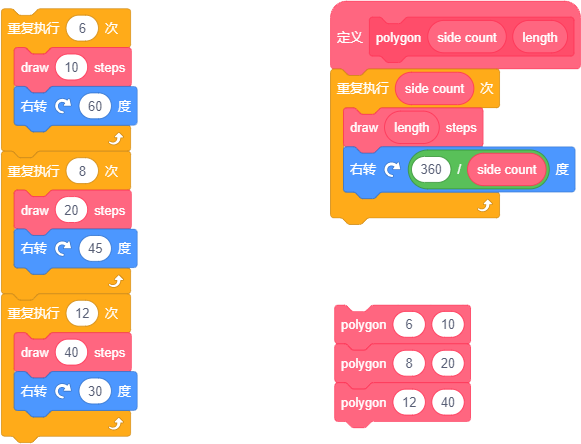 重复执行 6 次
draw 10 steps
右转 60 度
重复执行 8 次
draw 20 steps
右转 45 度
重复执行 12 次
draw 40 steps
右转 30 度
定义 polygon side count length
重复执行 side count 次
draw length steps
右转 360 / side count 度
polygon 6 10
polygon 8 20
polygon 12 40